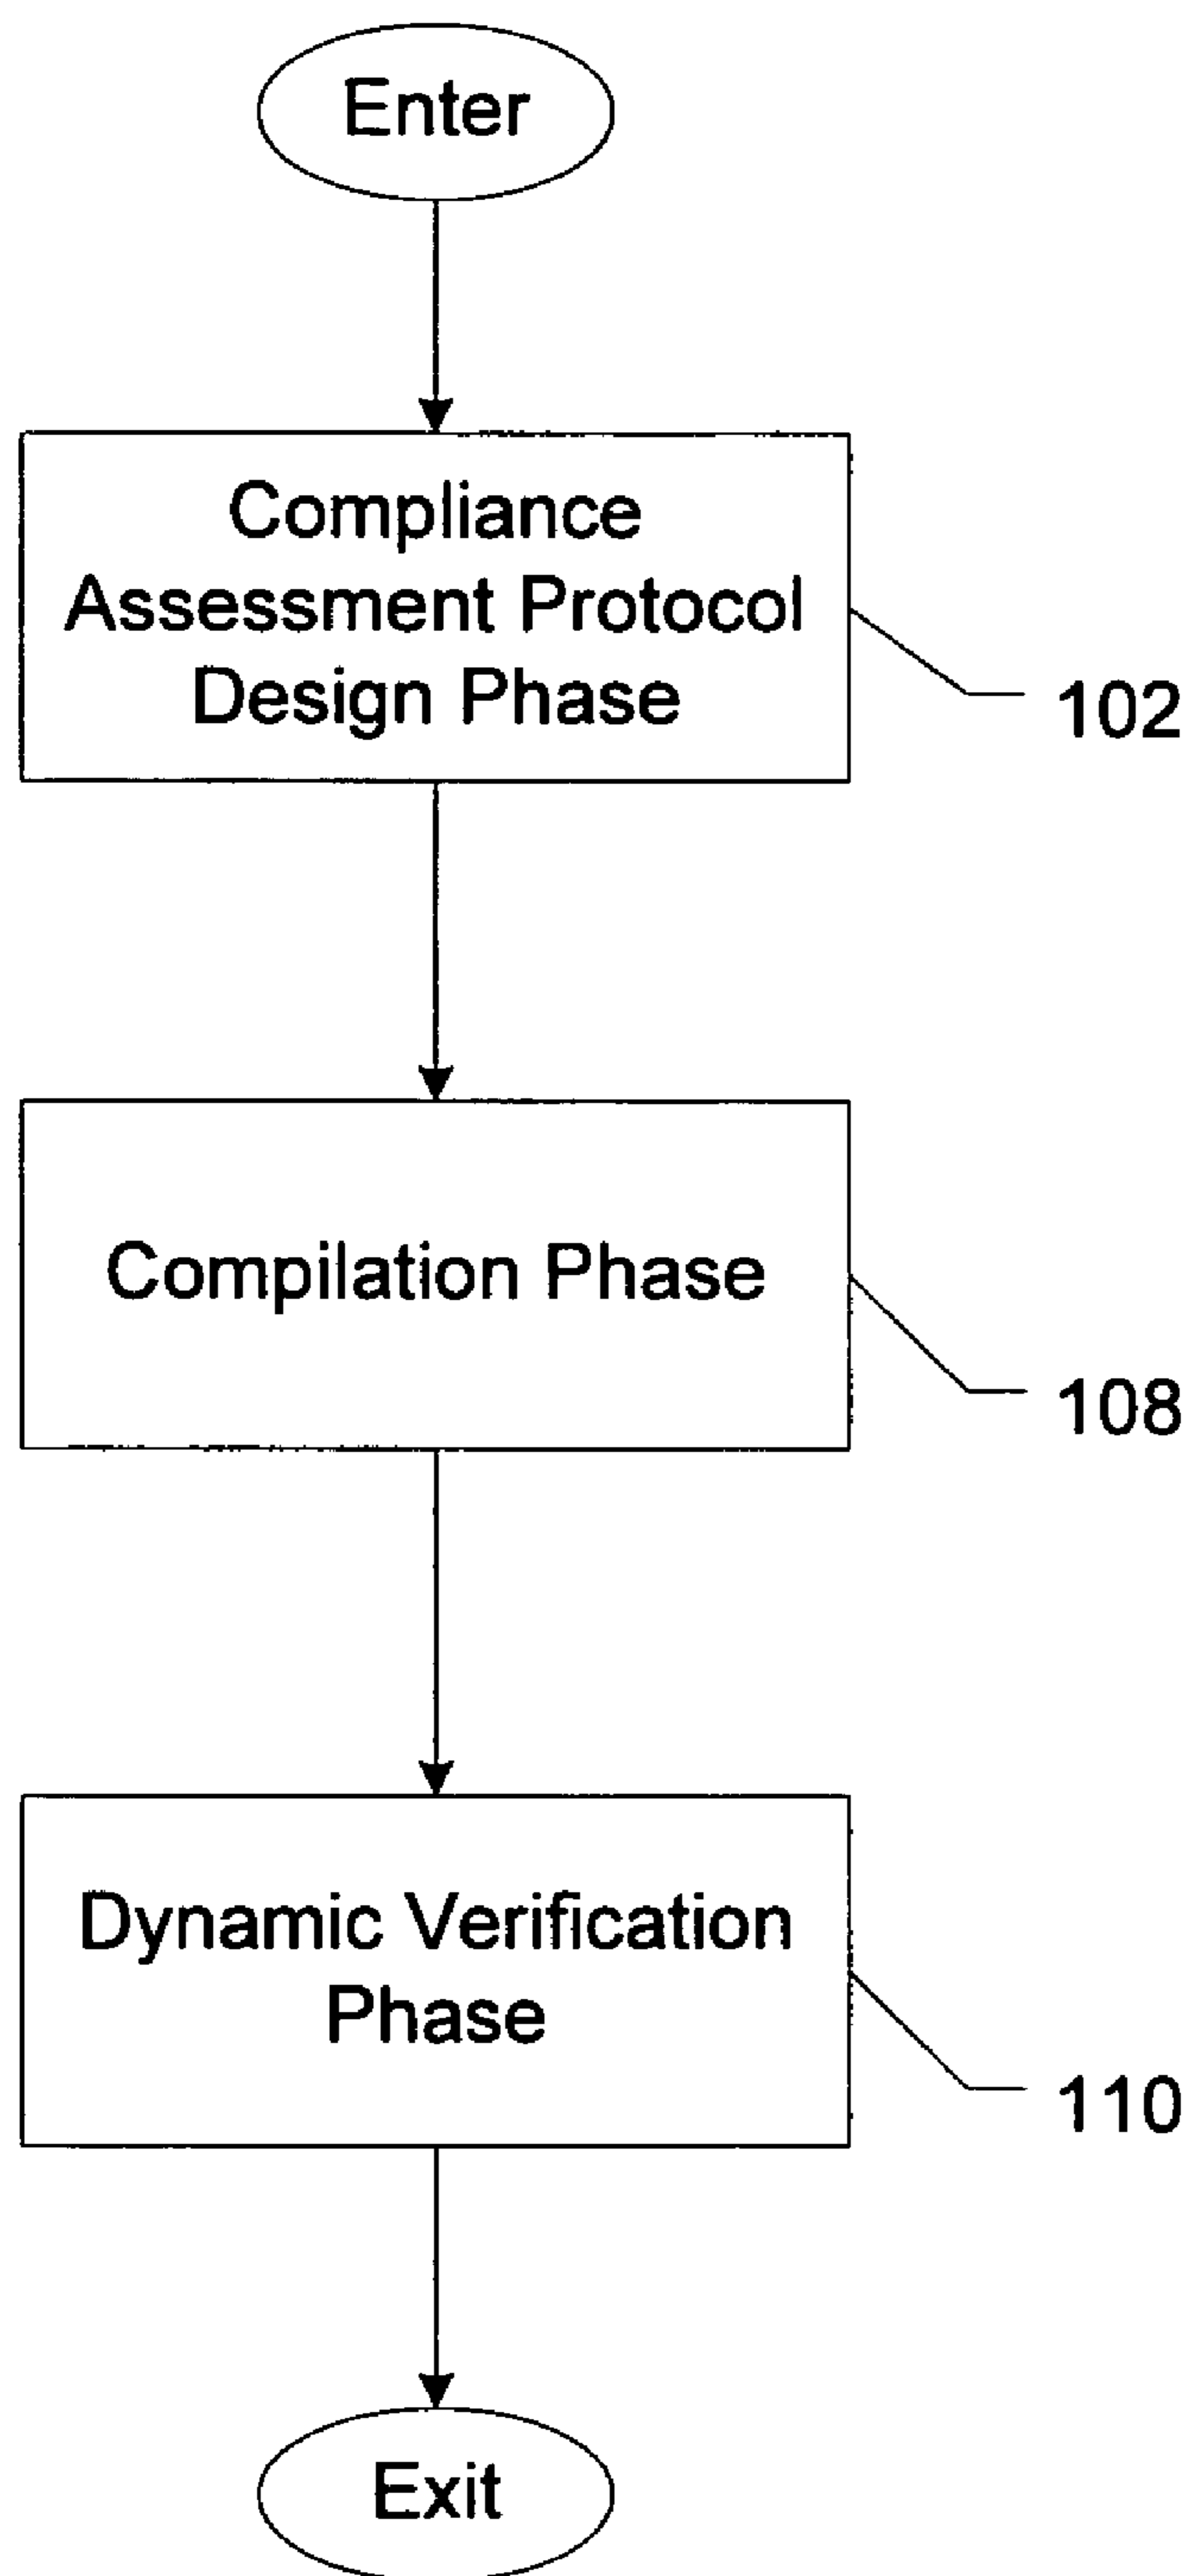 Enter
Compliance
Assessment Protocol
Design Phase
102
Compilation Phase
108
Dynamic Verification
Phase
110
Exit